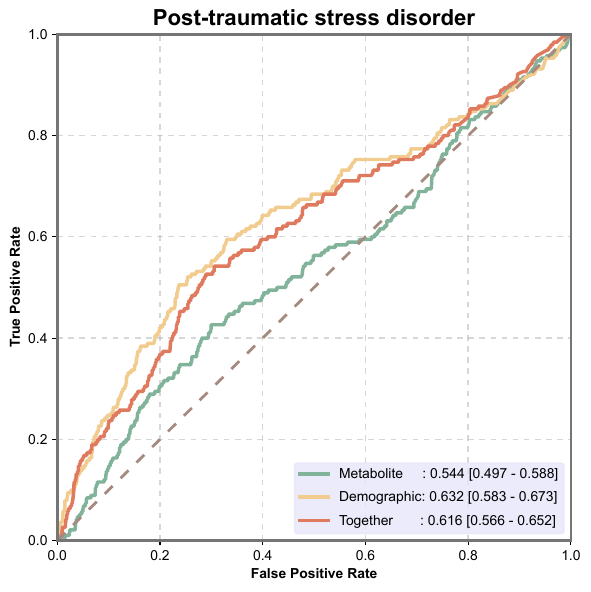 Post-traumatic stress disorder
1.0
0.8
0.6
0.4
0.2
0.0
True Positive Rate
Metabolite : 0.544 [0.497 - 0.588]
Demographic: 0.632 [0.583 - 0.673]
Together : 0.616 [0.566 - 0.652]
0.0 0.2 0.4 0.6 0.8 1.0
False Positive Rate